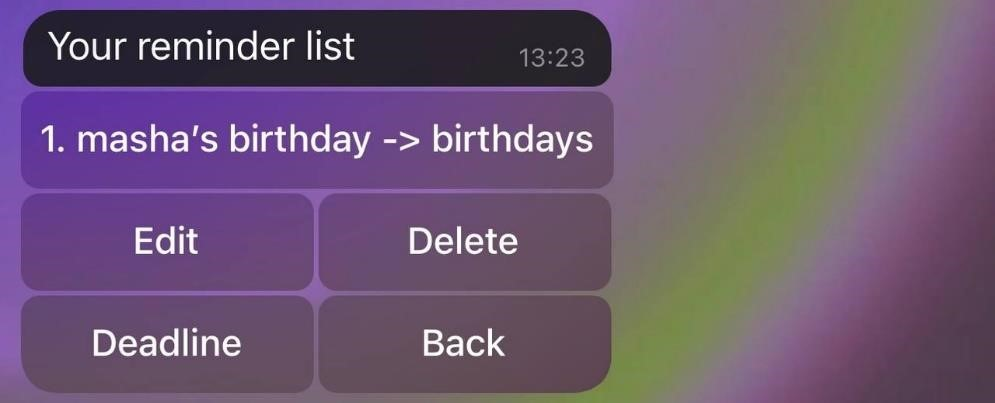 Your reminder list
13:23
1. masha’s birthday -> birthdays
Edit
Delete
Deadline
Back